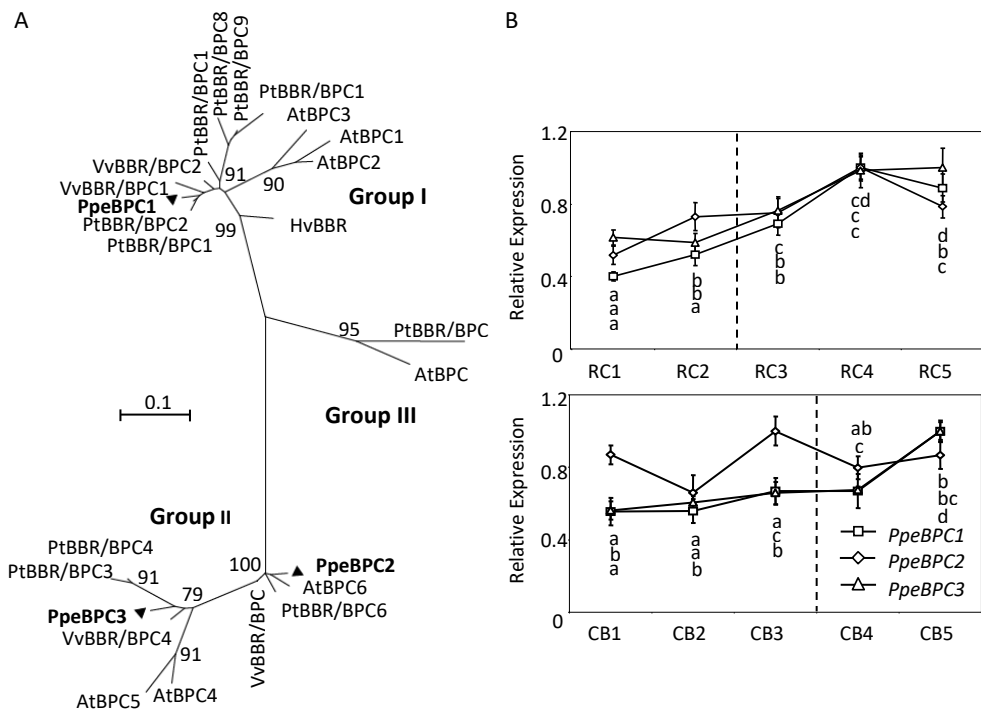 A
PtBBR/BPC1
PtBBR/BPC8
PtBBR/BPC9
PtBBR/BPC1
AtBPC3
AtBPC1
AtBPC2
VvBBR/BPC2
VvBBR/BPC1
PpeBPC1
PtBBR/BPC2
PtBBR/BPC1
91
90
99
Group I
HvBBR
95
PtBBR/BPC
AtBPC
Group III
0.1
Group II
PtBBR/BPC4
PtBBR/BPC3
91
79
100
PpeBPC2
AtBPC6
PtBBR/BPC6
VvBBR/BPC
PpeBPC3
VvBBR/BPC4
91
AtBPC5
AtBPC4
B
Relative Expression
1.2
0.8
0.4
0
a
a
a
b
b
a
c
b
b
cd
c
c
d
b
c
RC1 RC2 RC3 RC4 RC5
Relative Expression
1.2
0.8
0.4
0
a
b
a
a
a
b
a
c
b
ab
c
b
bc
d
PpeBPC1
PpeBPC2
PpeBPC3
CB1 CB2 CB3 CB4 CB5